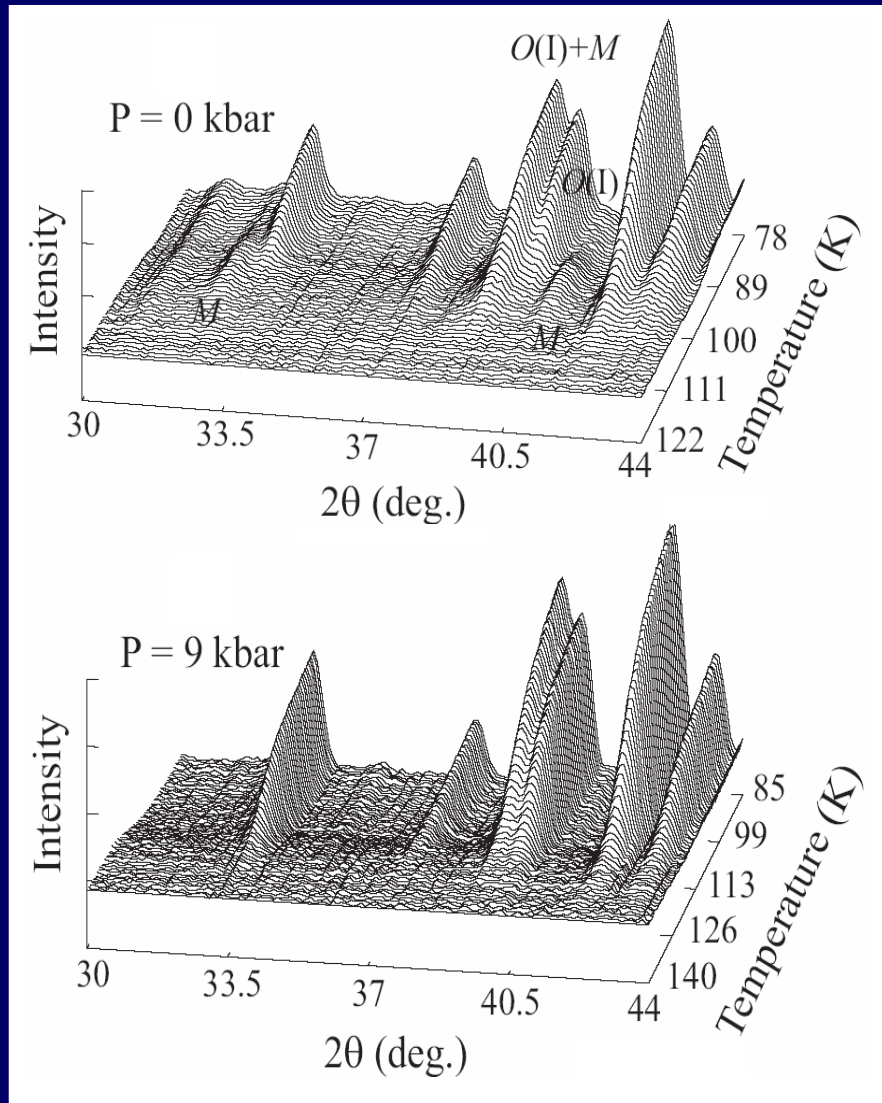 O(I)+M
P = 0 kbar
O(I)
M
M
Intensity
78
89
100
111
122
Temperature (K)
30
33.5
37
40.5
44
2θ (deg.)
P = 9 kbar
Intensity
85
99
113
126
140
Temperature (K)
30
33.5
37
40.5
44
2θ (deg.)